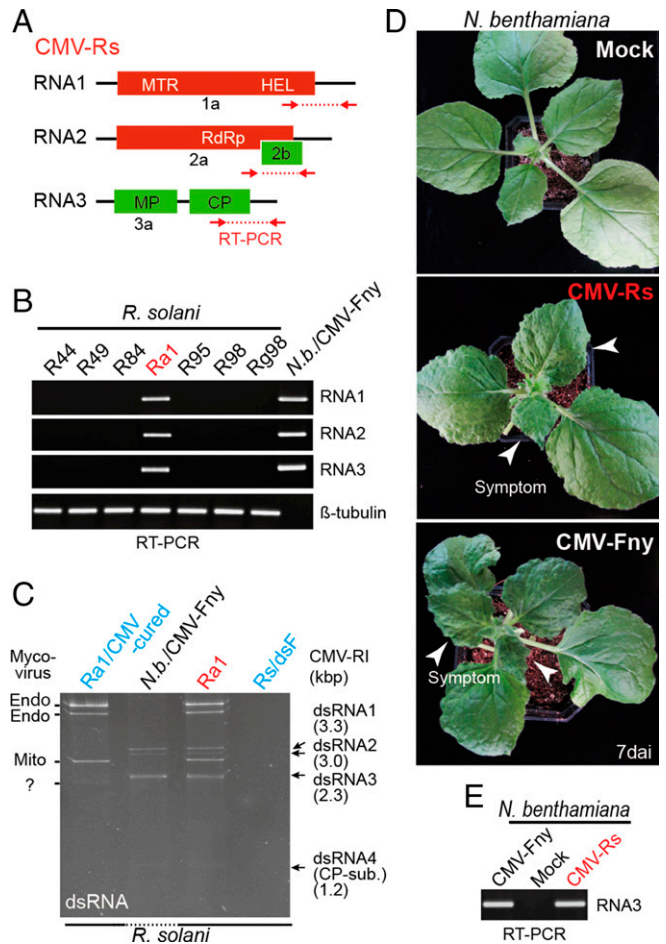 A
CMV-Rs
RNA1
MTR
HEL
1a
RNA2
RdRp
2b
2a
RNA3
MP
CP
3a
RT-PCR
B
R. solani
R44
R49
R84
Ra1
R95
R98
Rg98
N.b./CMV-Fny
RNA1
RNA2
RNA3
ß-tubulin
RT-PCR
C
Myco-
virus
Ra1/CMV
-cured
N.b./CMV-Fny
Ra1
Rs/dsF
CMV-RI
(kbp)
Endo
Endo
Mito
?
dsRNA1
(3.3)
dsRNA2
(3.0)
dsRNA3
(2.3)
dsRNA4
(CP-sub.)
(1.2)
dsRNA
R. solani
D
N. benthamiana
Mock
CMV-Rs
Symptom
CMV-Fny
Symptom
7dai
E
N. benthamiana
CMV-Fny
Mock
CMV-Rs
RNA3
RT-PCR